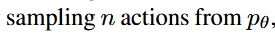 sampling n actions from pθ,